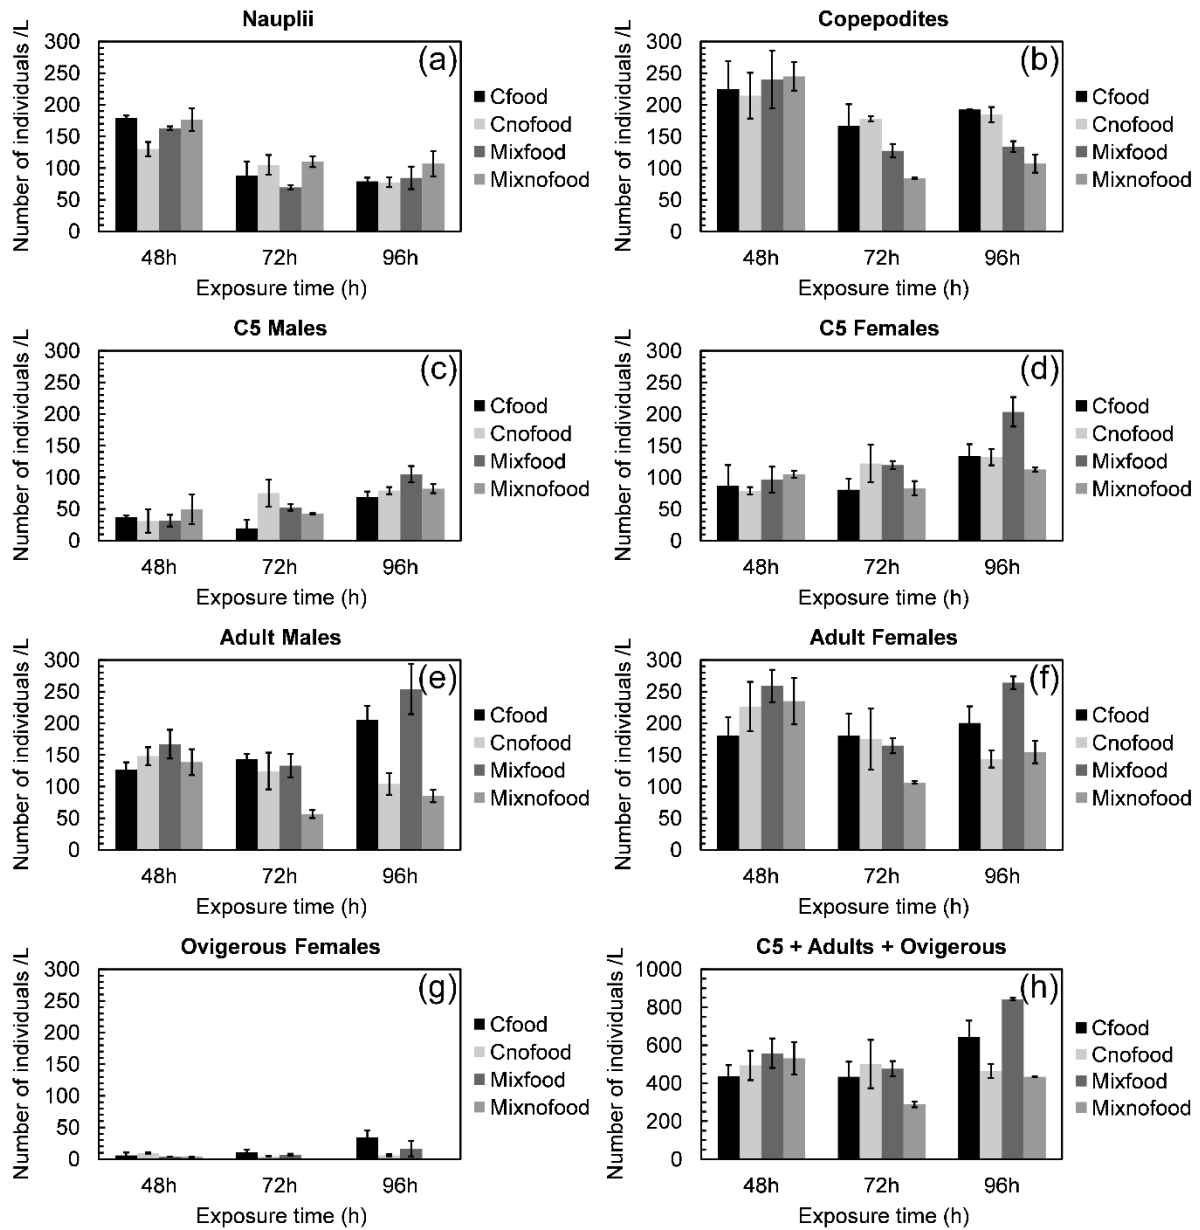 Nauplii
Number of individuals /L
300
250
200
150
100
50
0
(a)
Cfood
Cnofood
Mixfood
Mixnofood
48h 72h 96h
Exposure time (h)
Copepodites
Number of individuals /L
300
250
200
150
100
50
0
(b)
Cfood
Cnofood
Mixfood
Mixnofood
48h 72h 96h
Exposure time (h)
C5 Males
Number of individuals /L
300
250
200
150
100
50
0
(c)
Cfood
Cnofood
Mixfood
Mixnofood
48h 72h 96h
Exposure time (h)
C5 Females
Number of individuals /L
300
250
200
150
100
50
0
(d)
Cfood
Cnofood
Mixfood
Mixnofood
48h 72h 96h
Exposure time (h)
Adult Males
Number of individuals /L
300
250
200
150
100
50
0
(e)
Cfood
Cnofood
Mixfood
Mixnofood
48h 72h 96h
Exposure time (h)
Adult Females
Number of individuals /L
300
250
200
150
100
50
0
(f)
Cfood
Cnofood
Mixfood
Mixnofood
48h 72h 96h
Exposure time (h)
Ovigerous Females
Number of individuals /L
300
250
200
150
100
50
0
(g)
Cfood
Cnofood
Mixfood
Mixnofood
48h 72h 96h
Exposure time (h)
C5 + Adults + Ovigerous
Number of individuals /L
1000
800
600
400
200
0
(h)
Cfood
Cnofood
Mixfood
Mixnofood
48h 72h 96h
Exposure time (h)